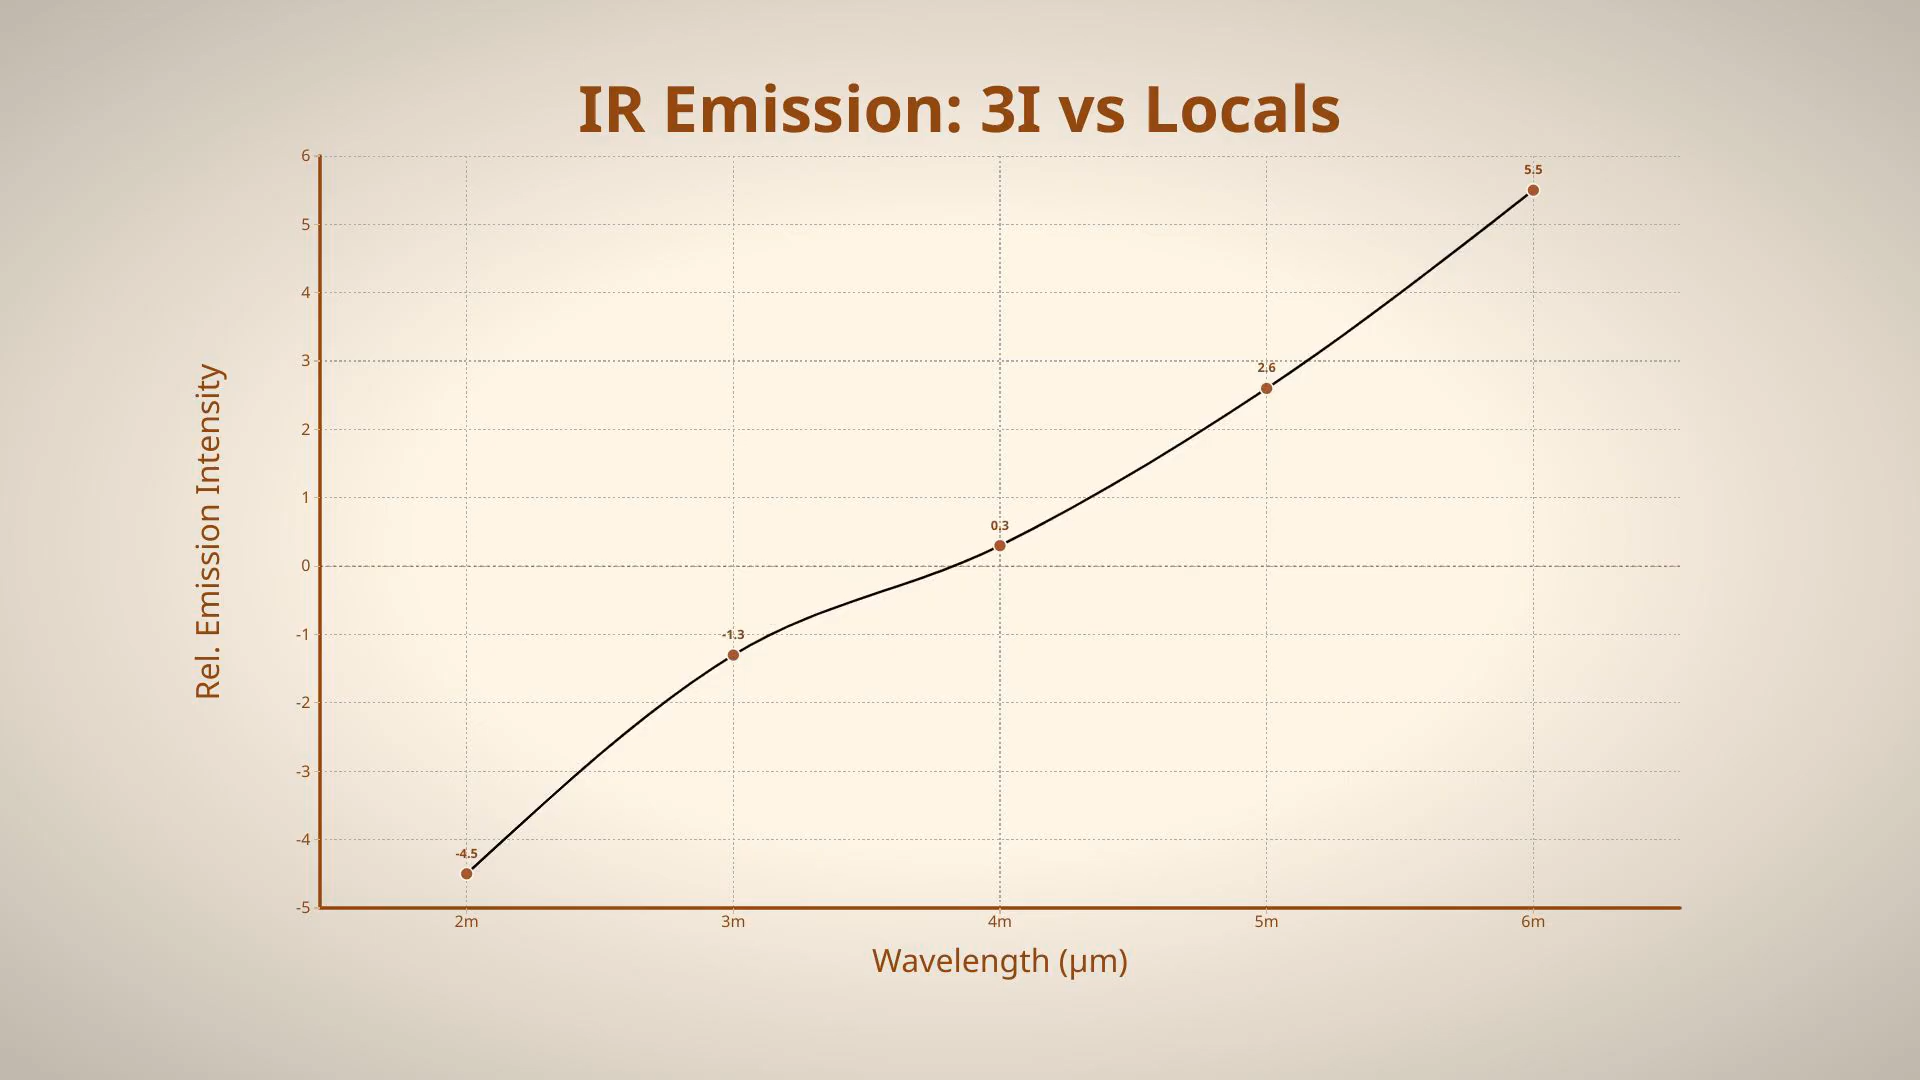 IR Emission: 3I vs Locals
Rel. Emission Intensity
6
5
4
3
2
1
0
-1
-2
-3
-4
-5
-4.5
-1.3
0.3
2.6
5.5
2m
3m
4m
5m
6m
Wavelength (μm)